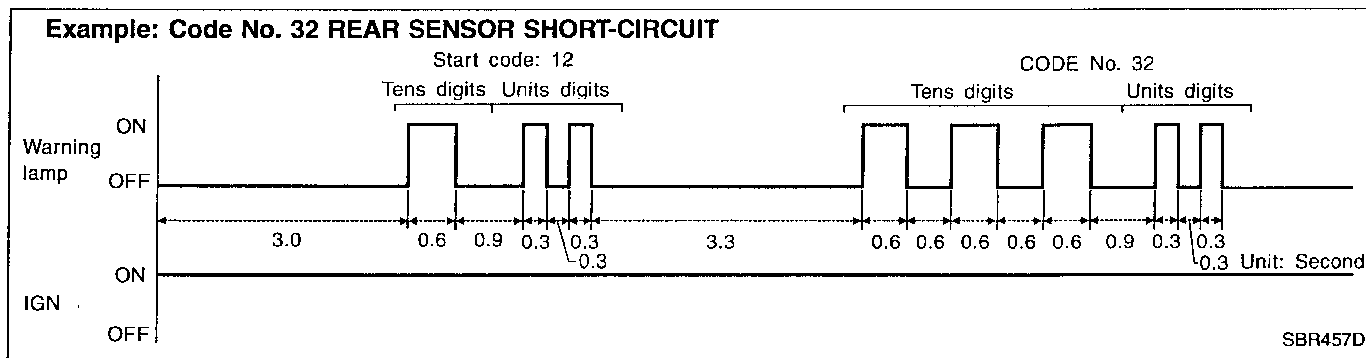 Example: Code No. 32 REAR SENSOR SHORT-CIRCUIT
Start code: 12
CODE No. 32
Tens digits Units digits
Tens digits Units digits
ON
Warning
lamp
OFF
3.0 0.6 0.9 0.3 0.3 3.3 0.6 0.6 0.6 0.6 0.6 0.9 0.3 0.3
0.3 0.3 Unit: Second
ON
IGN
OFF
SBR457D